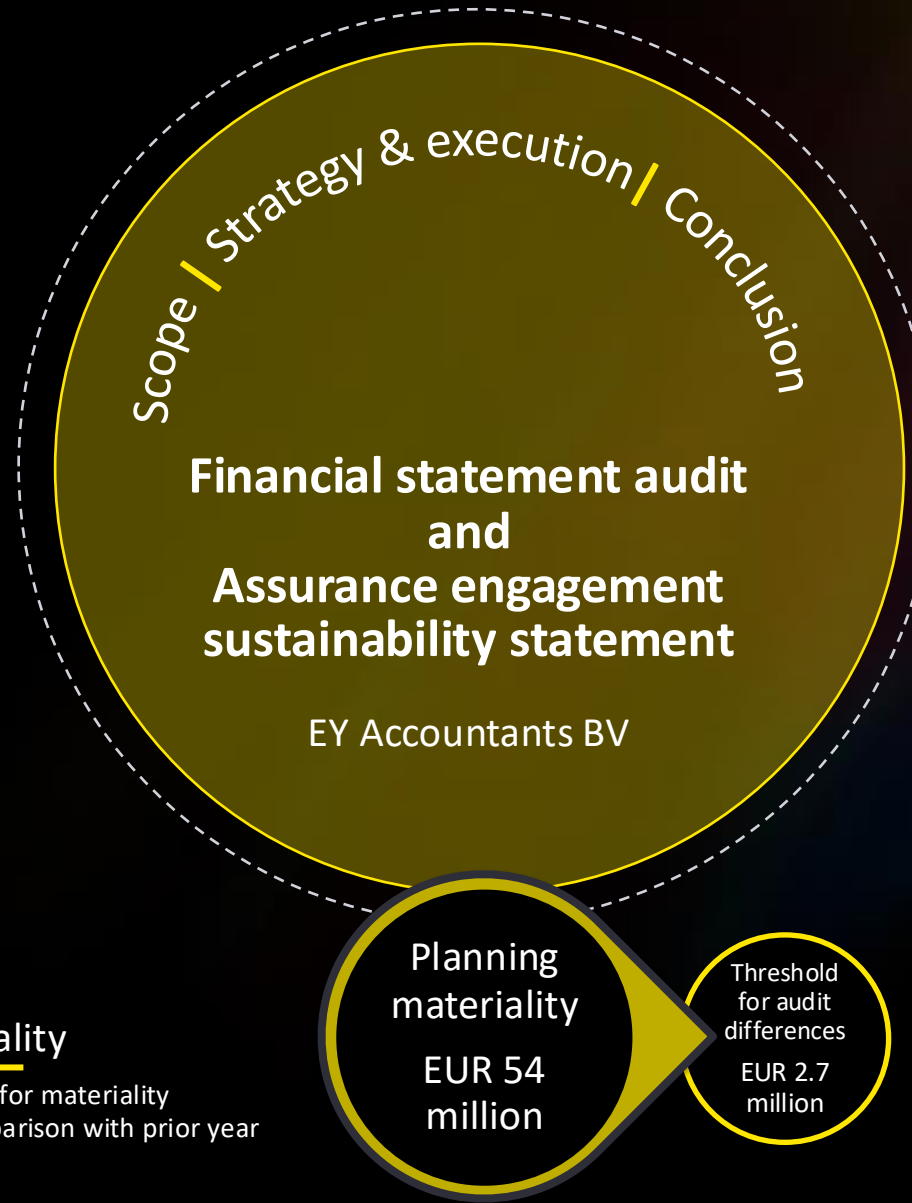 Scope | Strategy & execution | Conclusion
Financial statement audit
and
Assurance engagement
sustainability statement
EY Accountants BV
Planning
materiality
EUR 54
million
Threshold
for audit
differences
EUR 2.7
million
ality
for materiality
parison with prior year